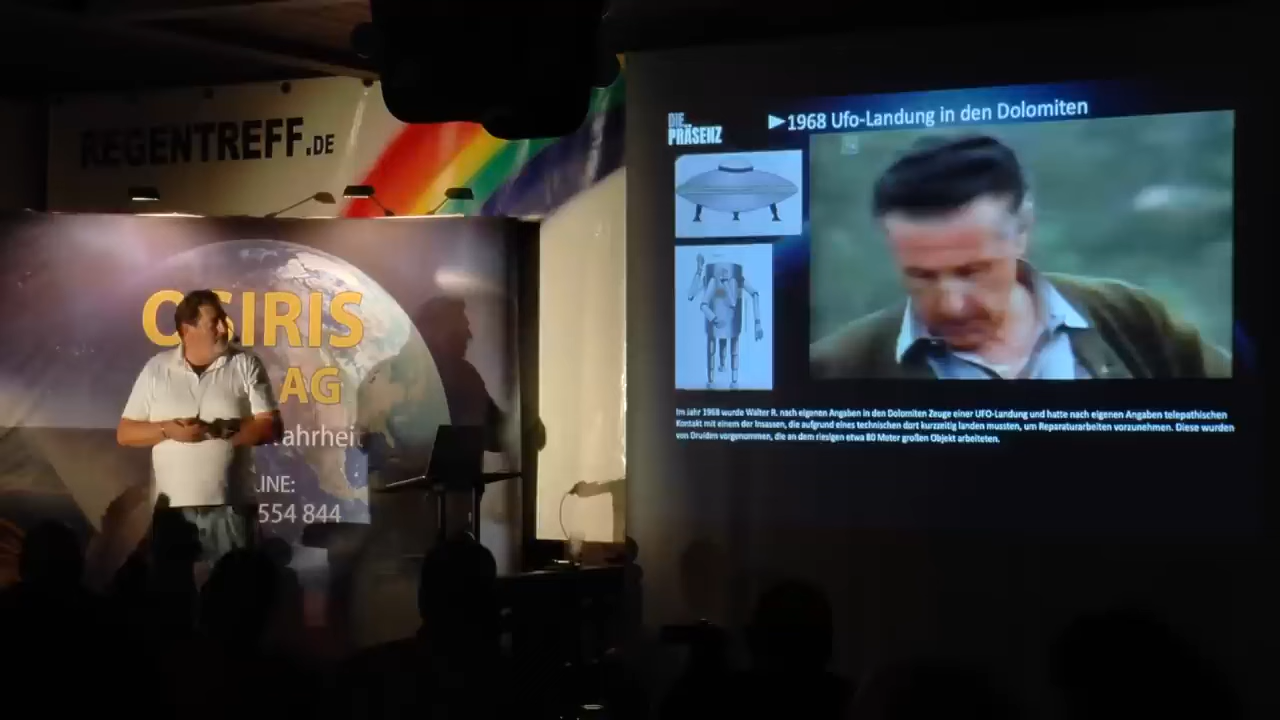 REGENTREFF.DE
OSIRIS
AG
ahrheit
LINE:
554 844
DIE
PRÄSENZ
►1968 Ufo-Landung in den Dolomiten
Im Jahr 1968 wurde Walter R. nach eigenen Angaben in den Dolomiten Zeuge einer UFO-Landung und hatte nach eigenen Angaben telepathischen
Kontakt mit einem der Insassen, die aufgrund eines technischen dort kurzzeitig landen mussten, um Reparaturarbeiten vorzunehmen. Diese wurden
von Druiden vorgenommen, die an dem riesigen etwa 80 Meter großen Objekt arbeiteten.